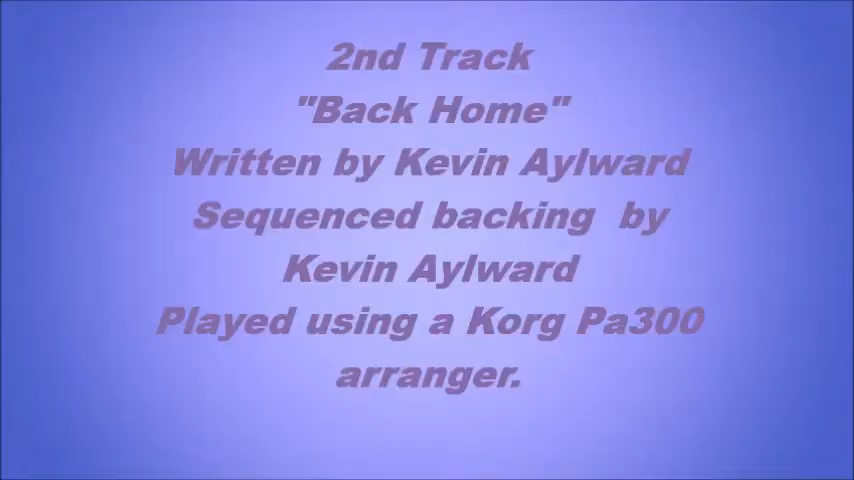 2nd Track
"Back Home"
Written by Kevin Aylward
Sequenced backing  by
Kevin Aylward
Played using a Korg Pa300
arranger.